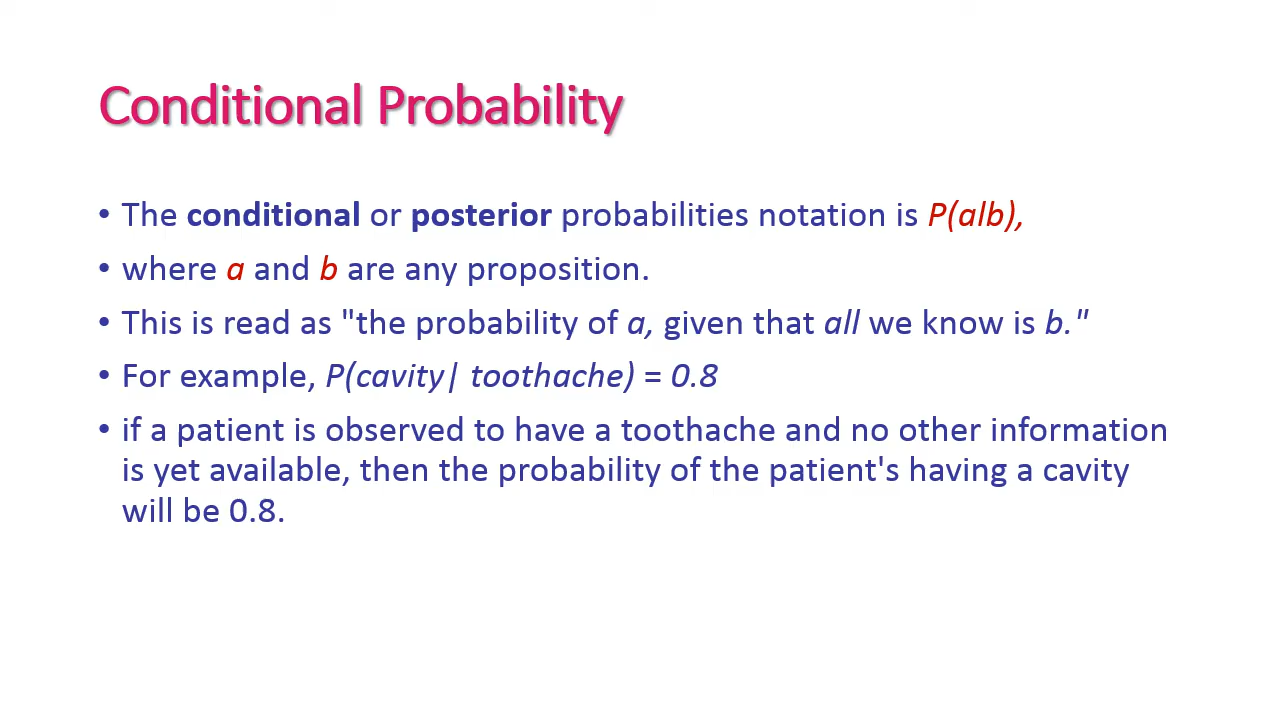 Conditional Probability
• The conditional or posterior probabilities notation is P(alb),
• where a and b are any proposition.
• This is read as "the probability of a, given that all we know is b."
• For example, P(cavity| toothache) = 0.8
• if a patient is observed to have a toothache and no other information
is yet available, then the probability of the patient's having a cavity
will be 0.8.